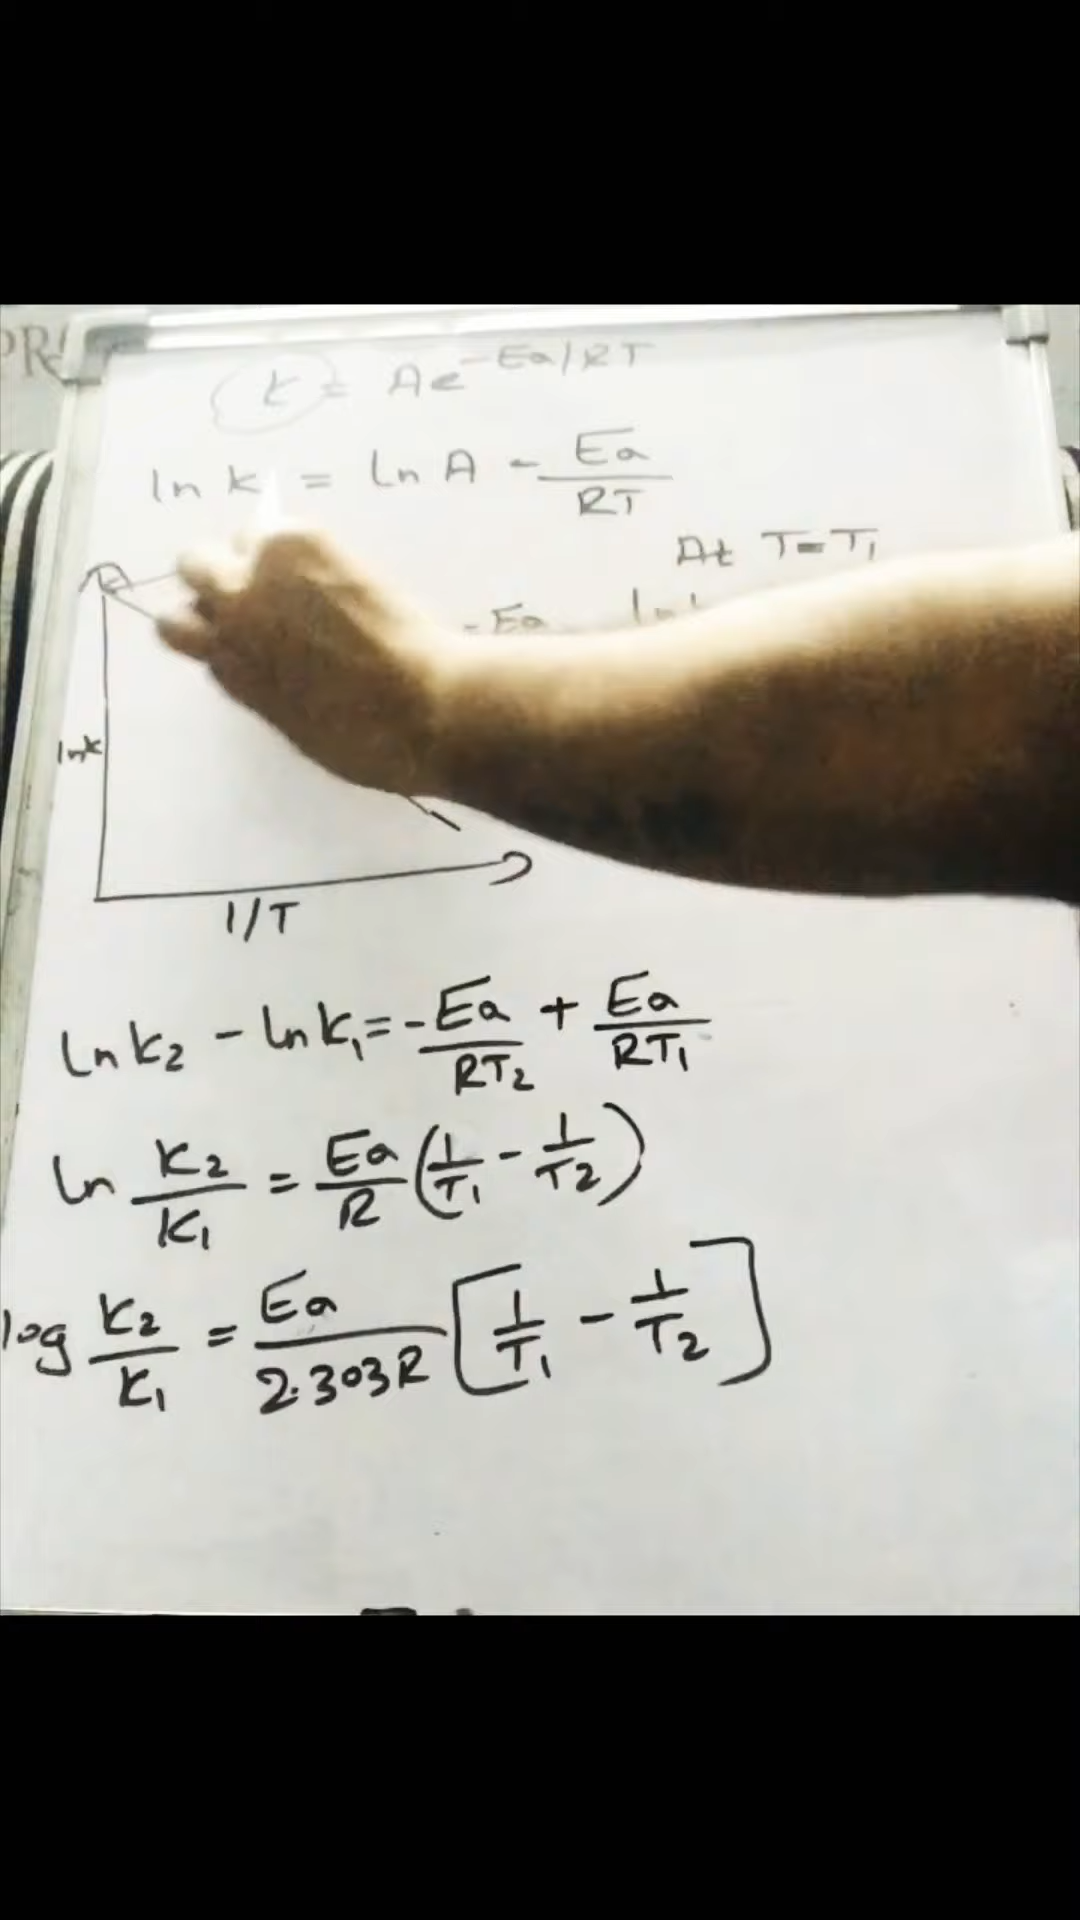 k = Ae^-Ea/RT
ln k = ln A - Ea/RT
At T = T₁
-Ea
ln k
1/T
ln k₂ - ln k₁ = -Ea/RT₂ + Ea/RT₁
ln K₂/K₁ = Ea/R (1/T₁ - 1/T₂)
log K₂/K₁ = Ea/2.303R [1/T₁ - 1/T₂]